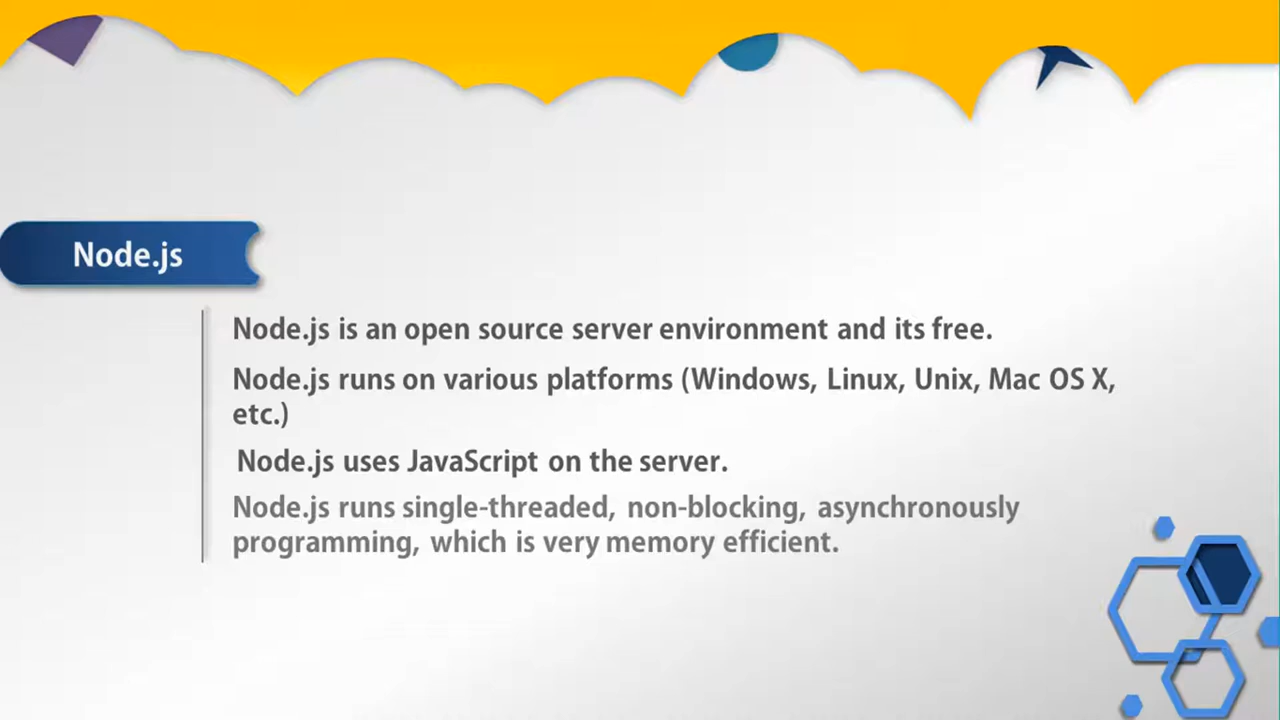 Node.js
Node.js is an open source server environment and its free.
Node.js runs on various platforms (Windows, Linux, Unix, Mac OS X,
etc.)
Node.js uses JavaScript on the server.
Node.js runs single-threaded, non-blocking, asynchronously
programming, which is very memory efficient.